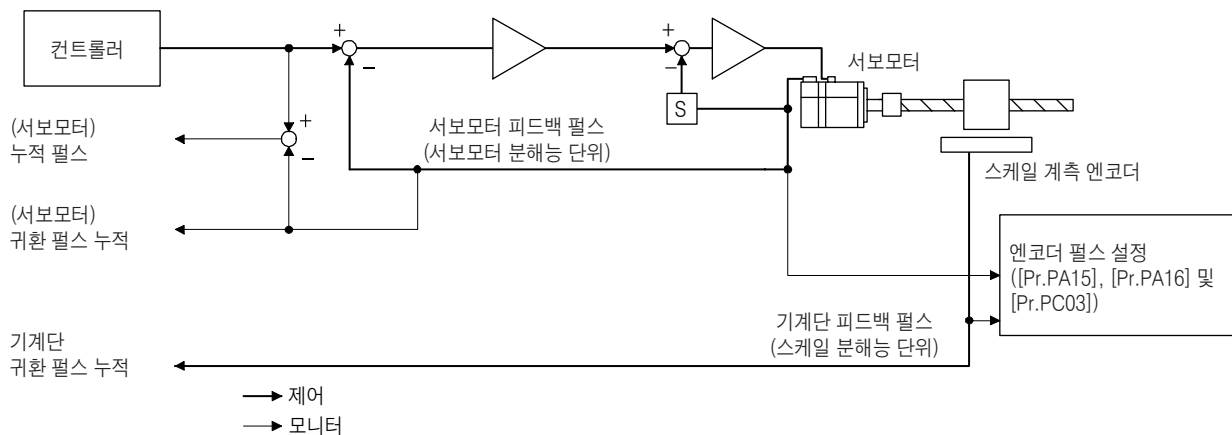 컨트롤러
+
−
+
−
서보모터
S
(서보모터)
누적 펄스
+
−
서보모터 피드백 펄스
(서보모터 분해능 단위)
스케일 계측 엔코더
(서보모터)
귀환 펄스 누적
엔코더 펄스 설정
([Pr.PA15], [Pr.PA16] 및
[Pr.PC03])
기계단
귀환 펄스 누적
기계단 피드백 펄스
(스케일 분해능 단위)
제어
모니터